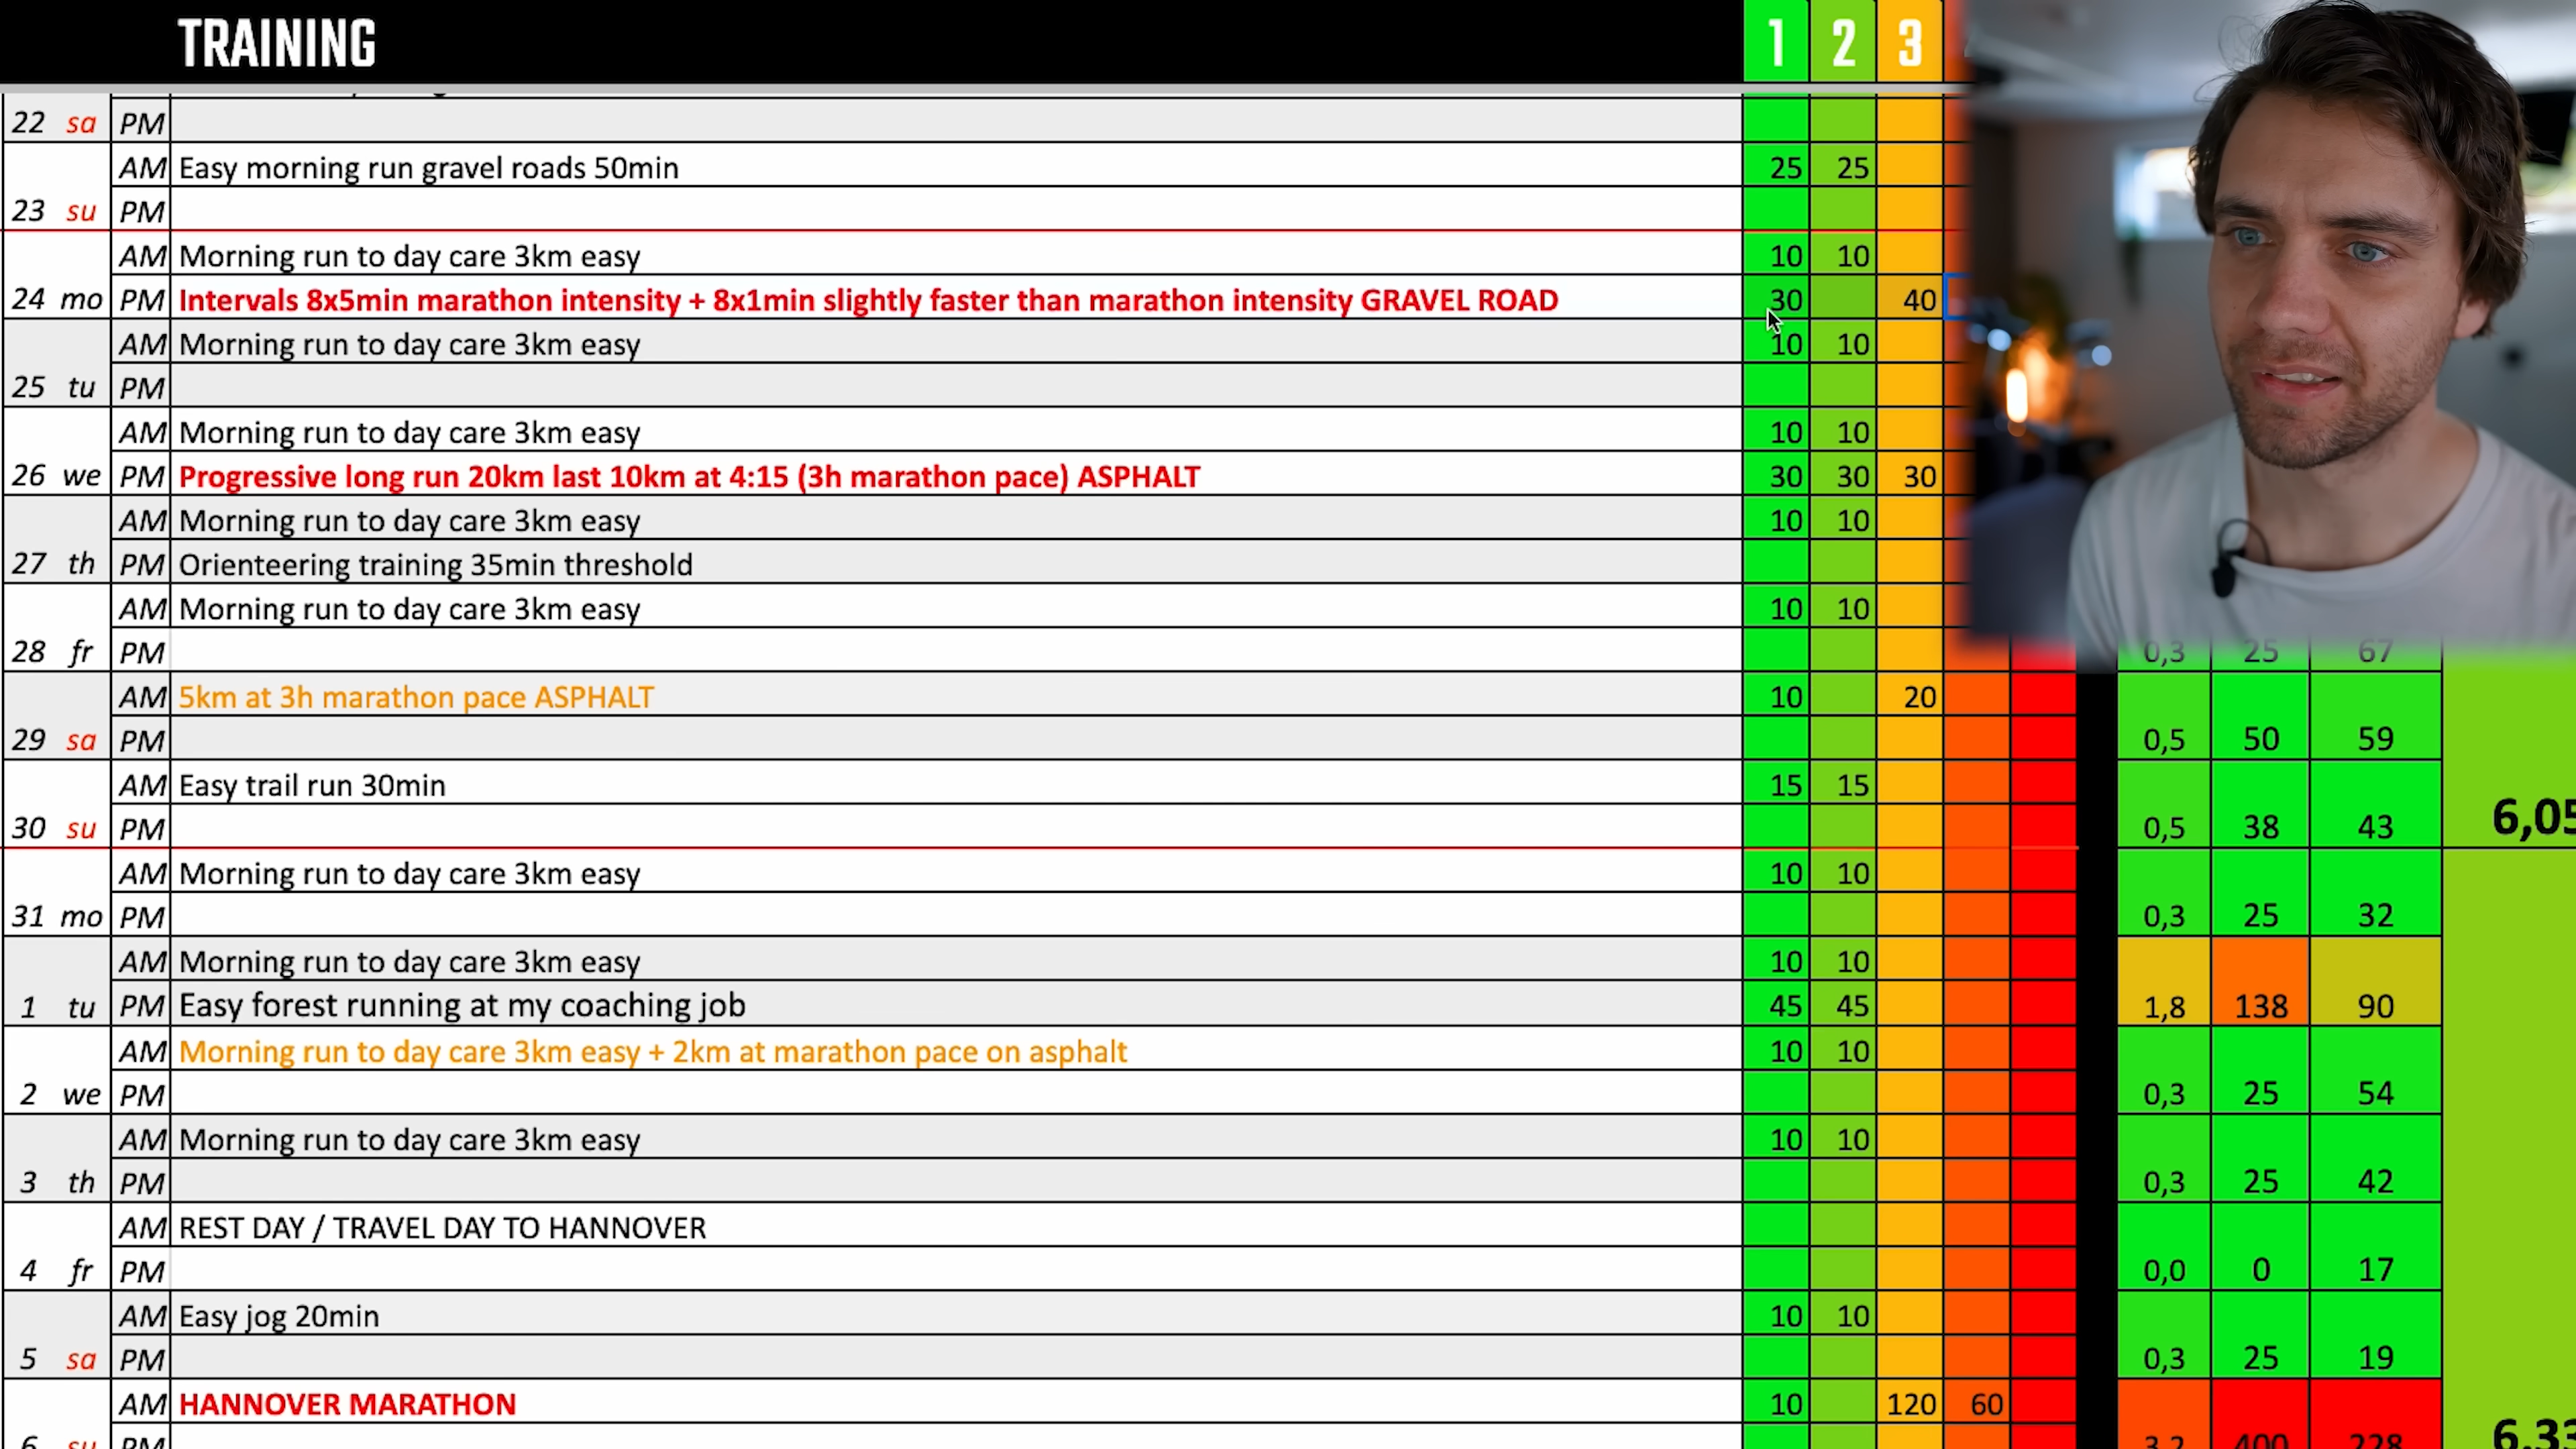 TRAINING 1 2 3
22 sa PM
AM Easy morning run gravel roads 50min 25 25
23 su PM
AM Morning run to day care 3km easy 10 10
24 mo PM Intervals 8x5min marathon intensity + 8x1min slightly faster than marathon intensity GRAVEL ROAD 30 40
AM Morning run to day care 3km easy 10 10
25 tu PM
AM Morning run to day care 3km easy 10 10
26 we PM Progressive long run 20km last 10km at 4:15 (3h marathon pace) ASPHALT 30 30 30
AM Morning run to day care 3km easy 10 10
27 th PM Orienteering training 35min threshold
AM Morning run to day care 3km easy 10 10
28 fr PM 0,3 25 67
AM 5km at 3h marathon pace ASPHALT 10 20
29 sa PM 0,5 50 59
AM Easy trail run 30min 15 15
30 su PM 0,5 38 43 6,05
AM Morning run to day care 3km easy 10 10
31 mo PM 0,3 25 32
AM Morning run to day care 3km easy 10 10
1 tu PM Easy forest running at my coaching job 45 45 1,8 138 90
AM Morning run to day care 3km easy + 2km at marathon pace on asphalt 10 10
2 we PM 0,3 25 54
AM Morning run to day care 3km easy 10 10
3 th PM 0,3 25 42
AM REST DAY / TRAVEL DAY TO HANNOVER
4 fr PM 0,0 0 17
AM Easy jog 20min 10 10
5 sa PM 0,3 25 19
AM HANNOVER MARATHON 10 120 60
6 su PM 3,2 400 228